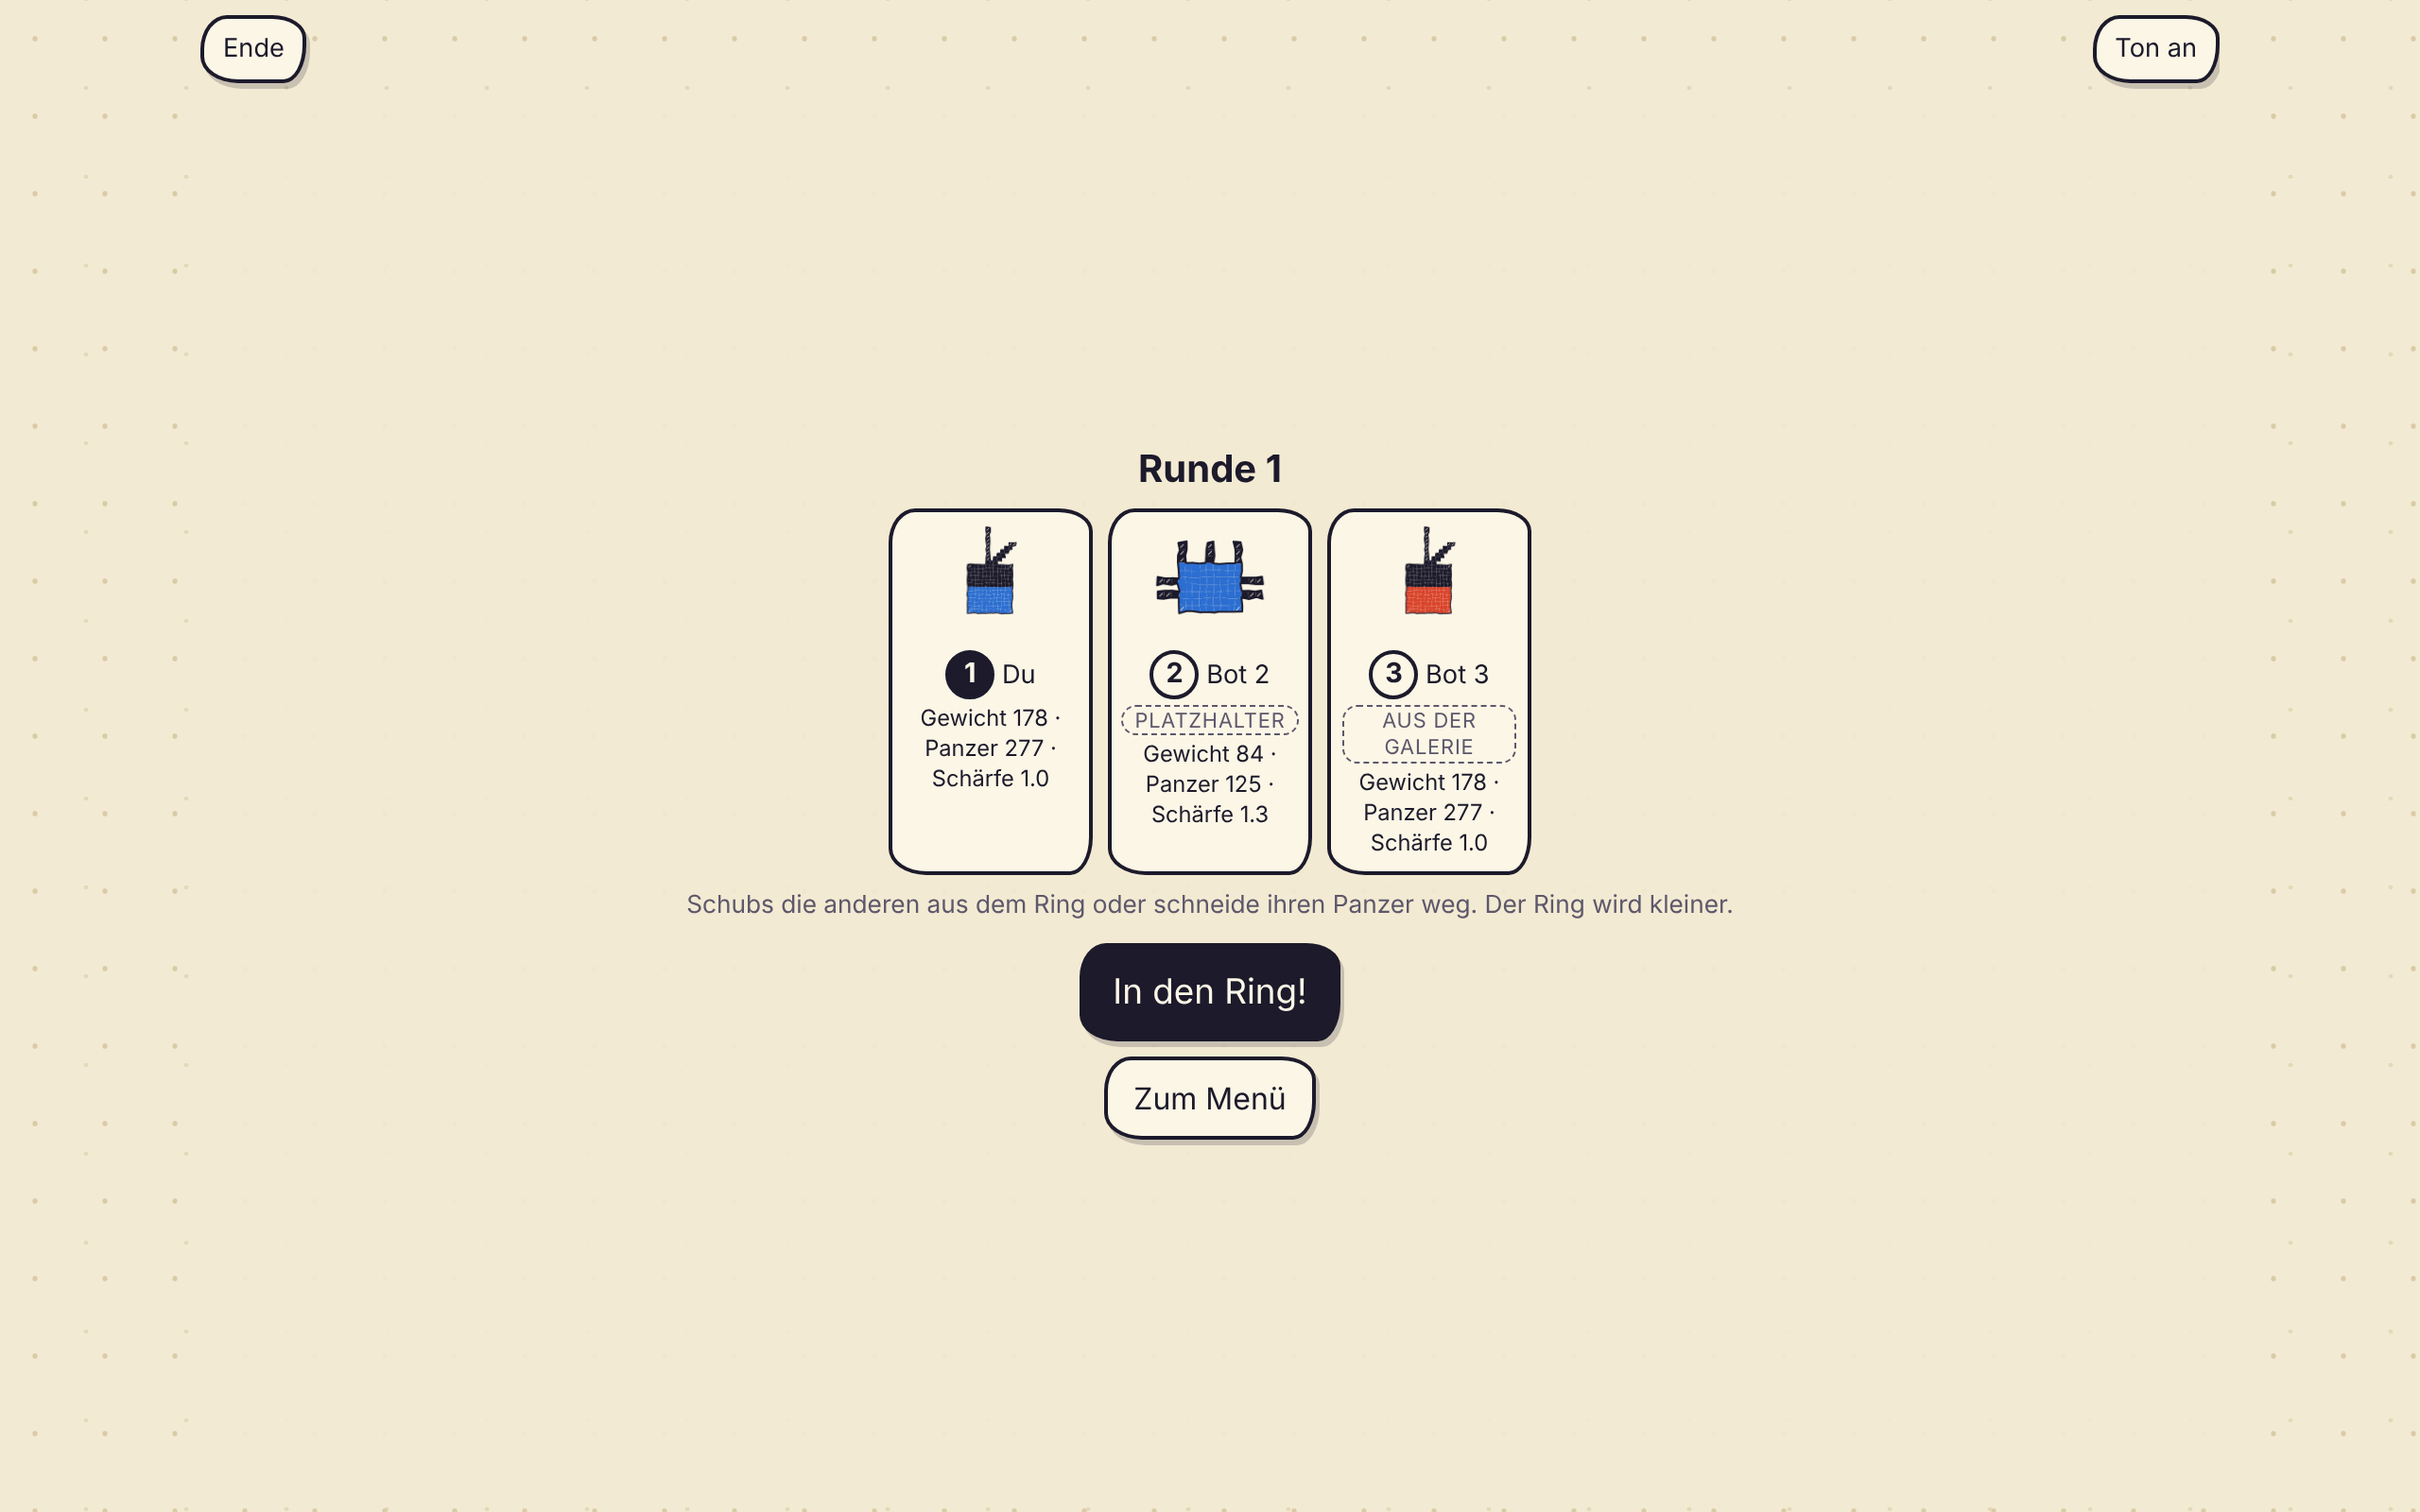 Ende
Ton an
Runde 1
1 Du
Gewicht 178 ·
Panzer 277 ·
Schärfe 1.0
2 Bot 2
PLATZHALTER
Gewicht 84 ·
Panzer 125 ·
Schärfe 1.3
3 Bot 3
AUS DER
GALERIE
Gewicht 178 ·
Panzer 277 ·
Schärfe 1.0
Schubs die anderen aus dem Ring oder schneide ihren Panzer weg. Der Ring wird kleiner.
In den Ring!
Zum Menü